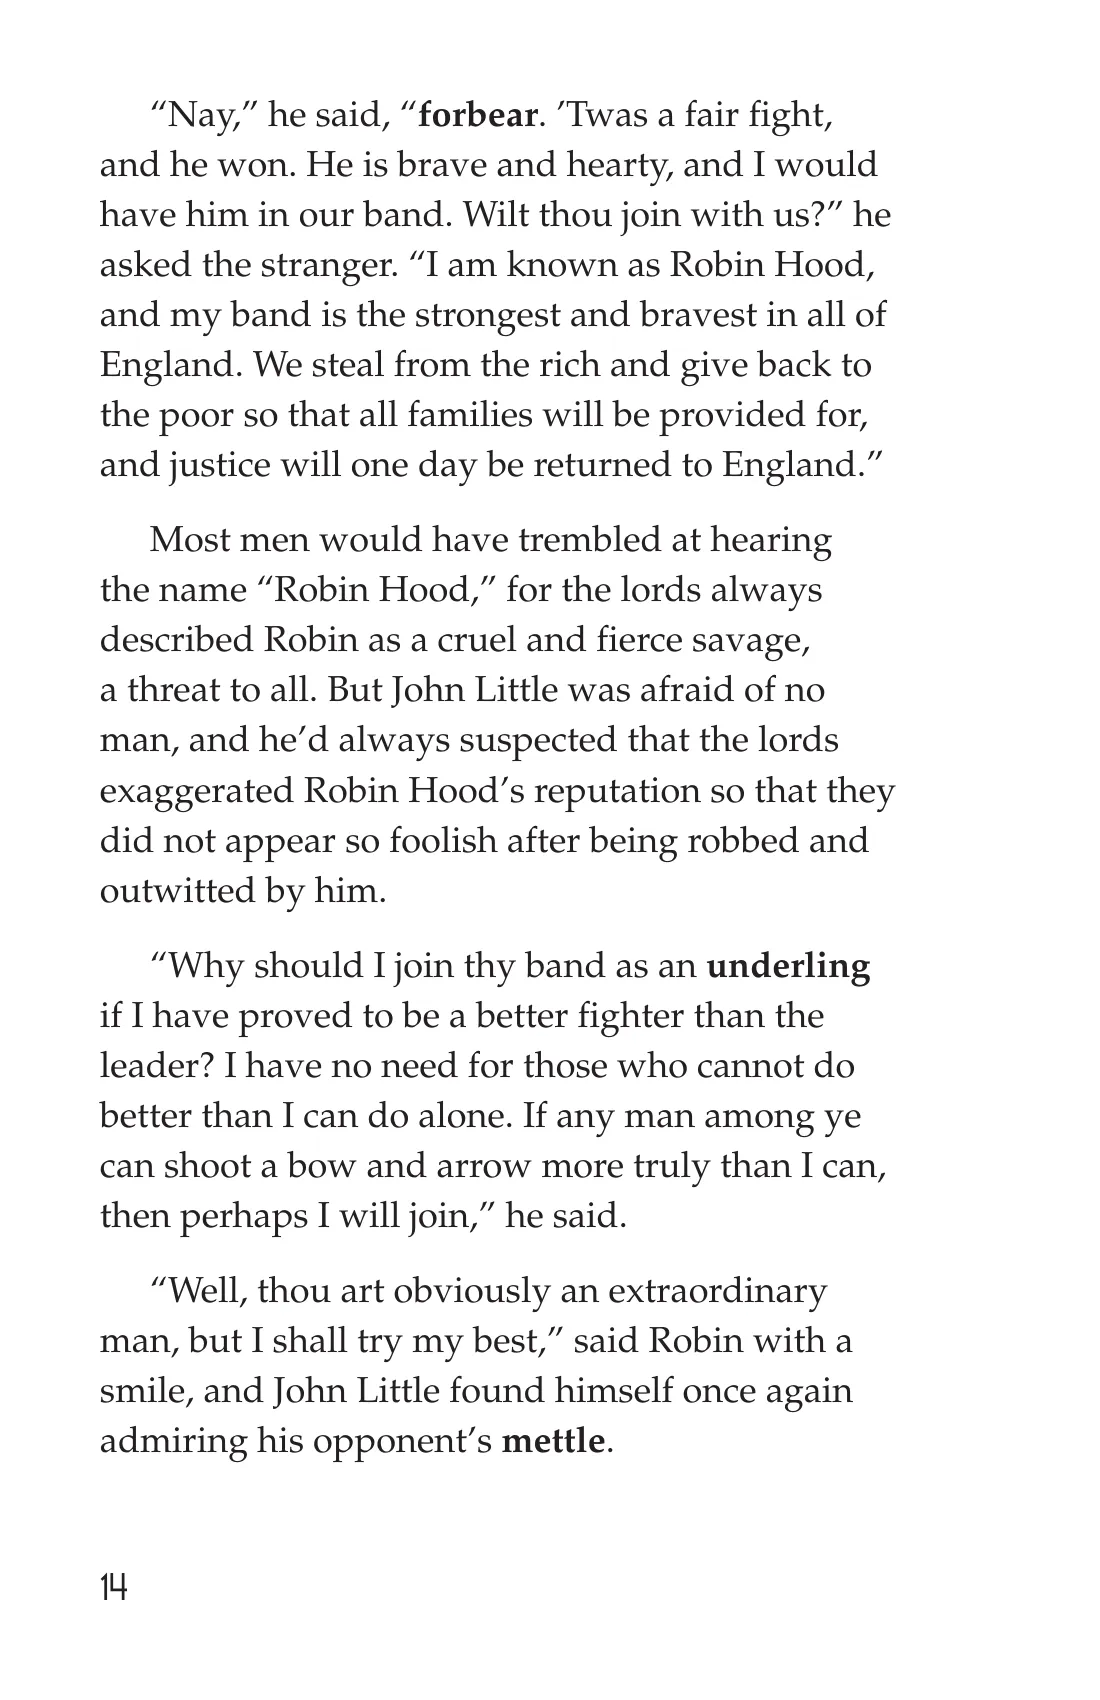 “Nay,” he said, “forbear. ’Twas a fair fight,
and he won. He is brave and hearty, and I would
have him in our band. Wilt thou join with us?” he
asked the stranger. “I am known as Robin Hood,
and my band is the strongest and bravest in all of
England. We steal from the rich and give back to
the poor so that all families will be provided for,
and justice will one day be returned to England.”
Most men would have trembled at hearing
the name “Robin Hood,” for the lords always
described Robin as a cruel and fierce savage,
a threat to all. But John Little was afraid of no
man, and he’d always suspected that the lords
exaggerated Robin Hood’s reputation so that they
did not appear so foolish after being robbed and
outwitted by him.
“Why should I join thy band as an underling
if I have proved to be a better fighter than the
leader? I have no need for those who cannot do
better than I can do alone. If any man among ye
can shoot a bow and arrow more truly than I can,
then perhaps I will join,” he said.
“Well, thou art obviously an extraordinary
man, but I shall try my best,” said Robin with a
smile, and John Little found himself once again
admiring his opponent’s mettle.
14